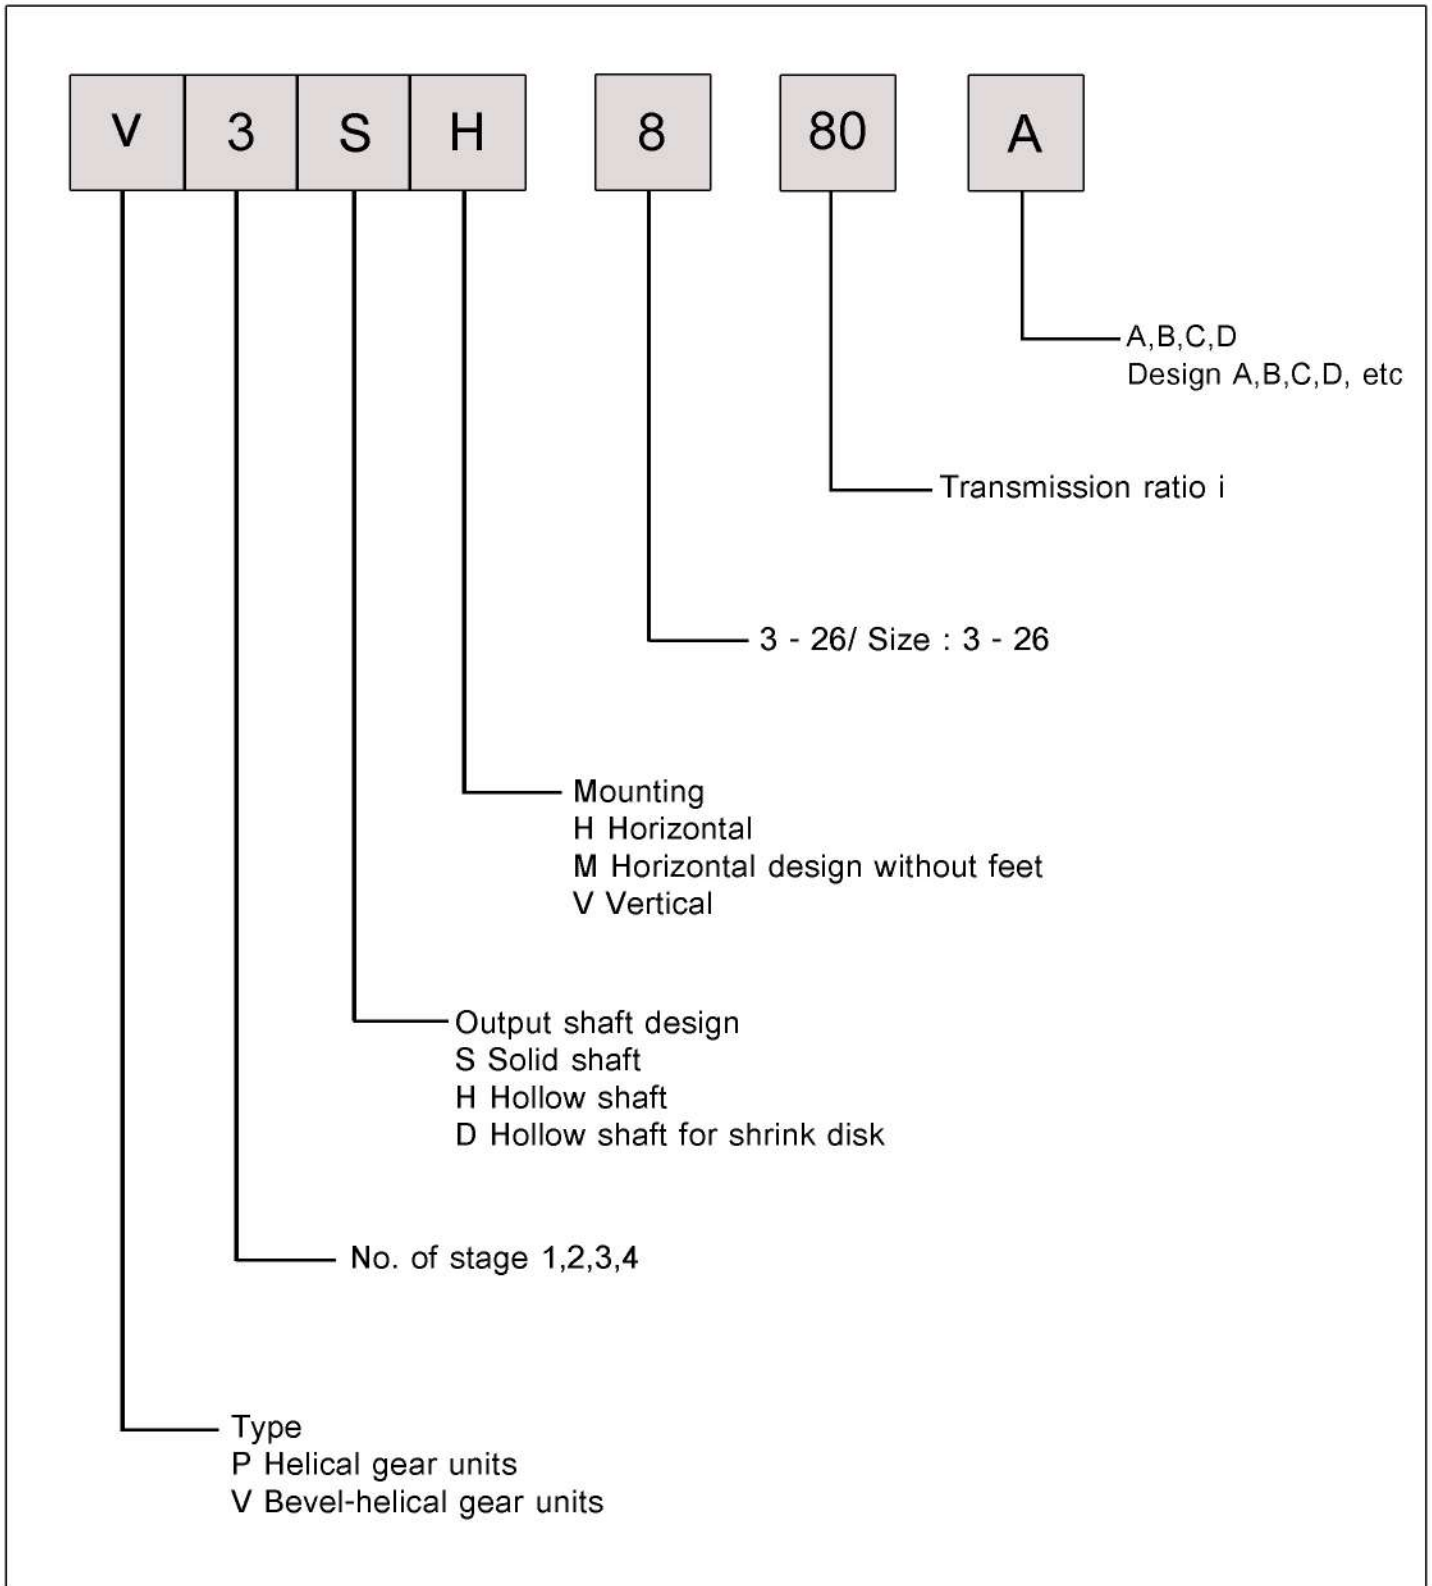 V 3 S H 8 80 A
A,B,C,D
Design A,B,C,D, etc
Transmission ratio i
3 - 26/ Size : 3 - 26
Mounting
H Horizontal
M Horizontal design without feet
V Vertical
Output shaft design
S Solid shaft
H Hollow shaft
D Hollow shaft for shrink disk
No. of stage 1,2,3,4
Type
P Helical gear units
V Bevel-helical gear units